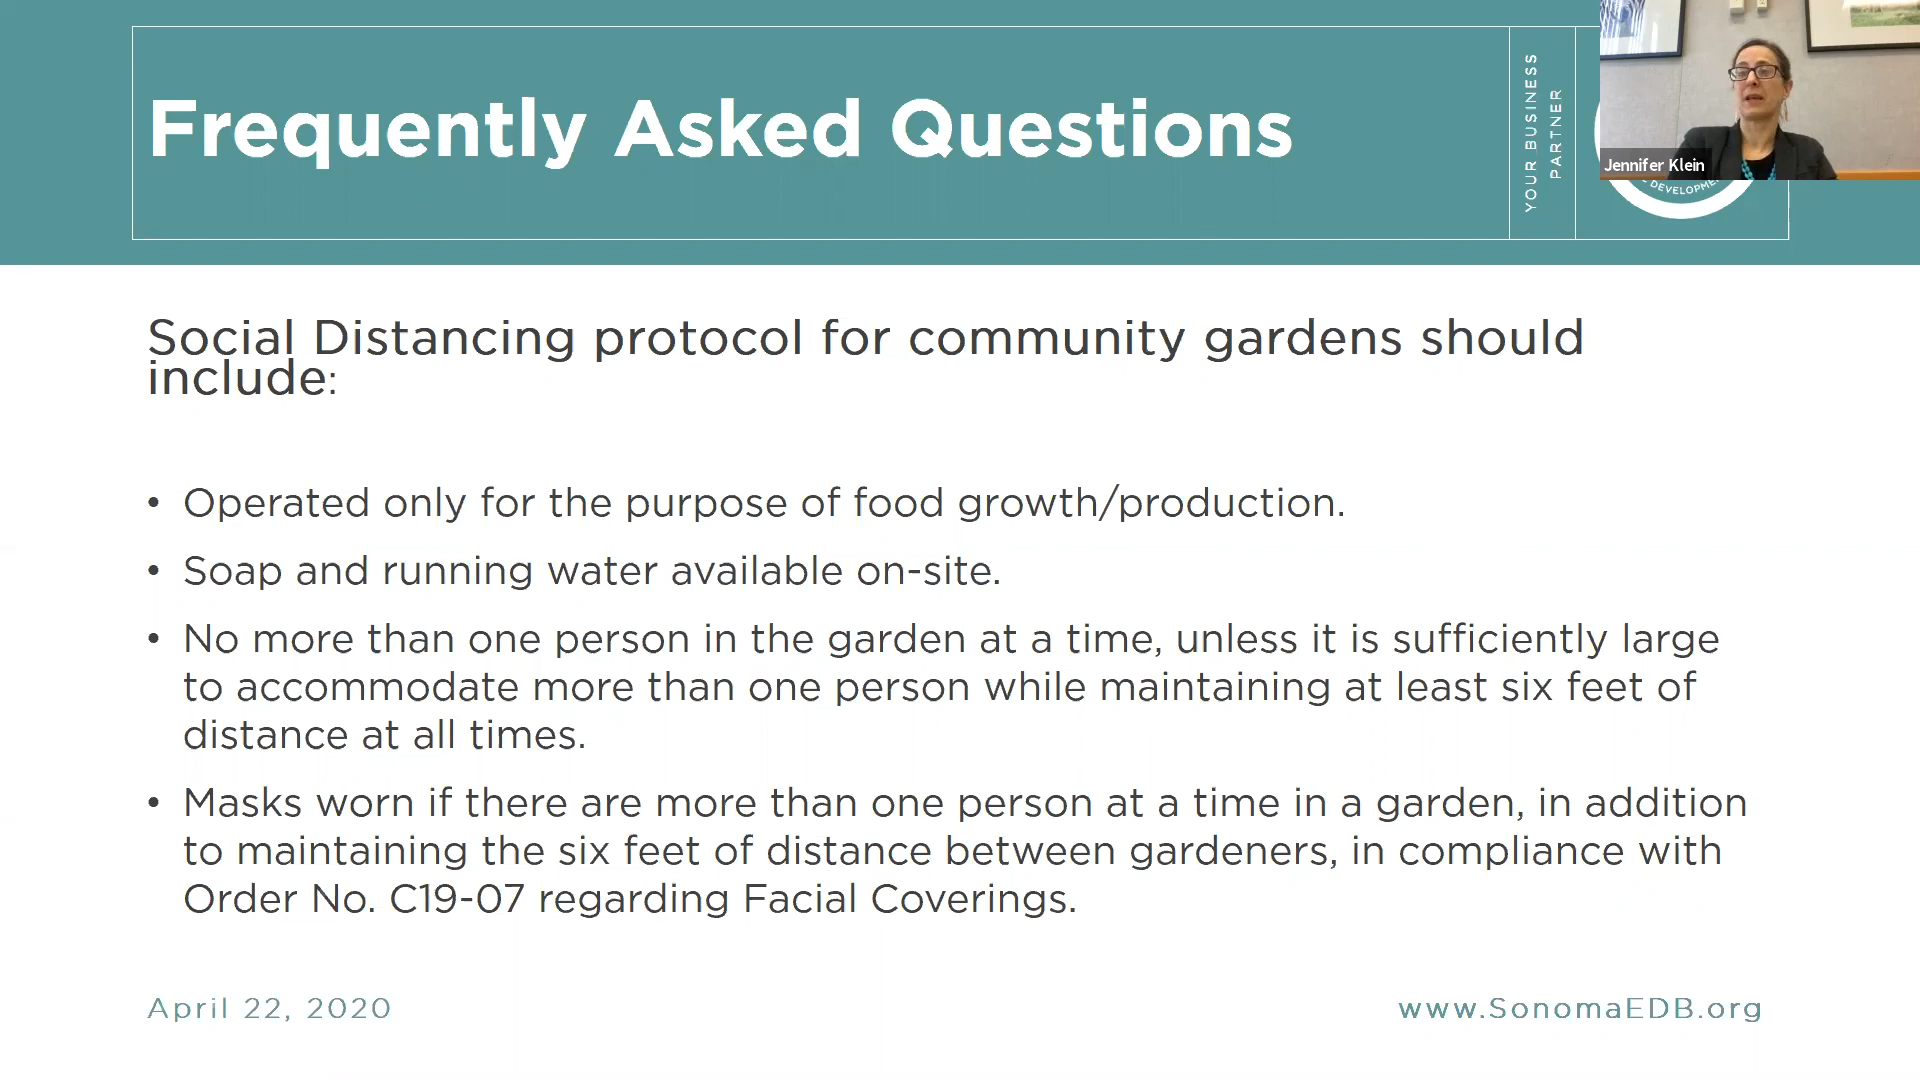 Frequently Asked Questions
YOUR BUSINESS
PARTNER
Jennifer Klein
Social Distancing protocol for community gardens should
include:
• Operated only for the purpose of food growth/production.
• Soap and running water available on-site.
• No more than one person in the garden at a time, unless it is sufficiently large
to accommodate more than one person while maintaining at least six feet of
distance at all times.
• Masks worn if there are more than one person at a time in a garden, in addition
to maintaining the six feet of distance between gardeners, in compliance with
Order No. C19-07 regarding Facial Coverings.
April 22, 2020
www.SonomaEDB.org